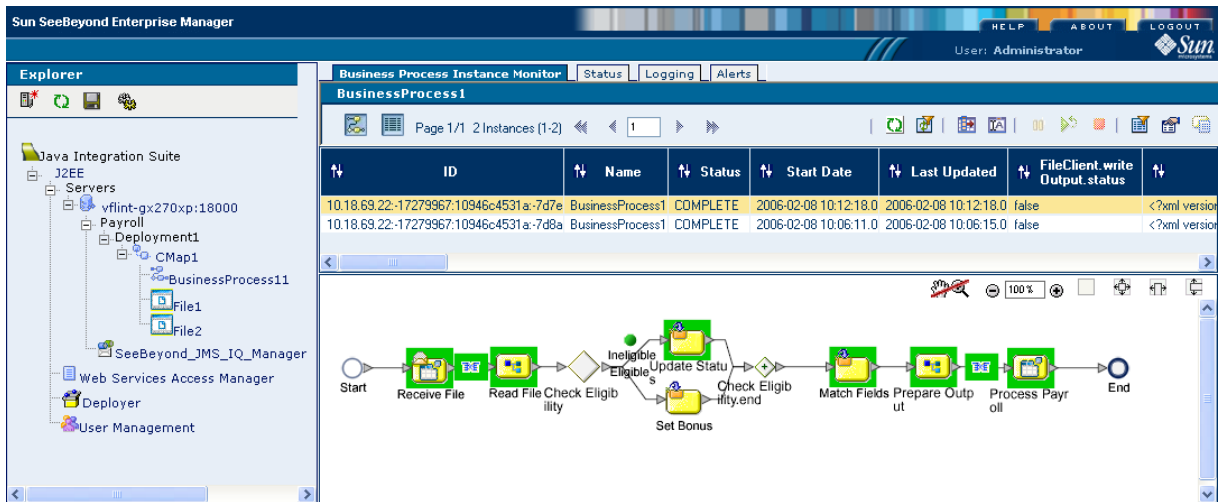 Sun SeeBeyond Enterprise Manager
HELP ABOUT LOGOUT
User: Administrator
Sun
microsystems
Explorer
Java Integration Suite
J2EE
Servers
vflint-gx270xp:18000
Payroll
Deployment1
CMap1
BusinessProcess11
File1
File2
SeeBeyond_JMS_IQ_Manager
Web Services Access Manager
Deployer
User Management
Business Process Instance Monitor Status Logging Alerts
BusinessProcess1
Page 1/1 2 Instances (1-2) 1
ID Name Status Start Date Last Updated FileClient.write
Output.status
10.18.69.22:-17279967:10946c4531a:-7d7e BusinessProcess1 COMPLETE 2006-02-08 10:12:18.0 2006-02-08 10:12:18.0 false <?xml version
10.18.69.22:-17279967:10946c4531a:-7d8a BusinessProcess1 COMPLETE 2006-02-08 10:06:11.0 2006-02-08 10:06:15.0 false <?xml version
100 %
Start
Receive File
Read File
Check Eligib
ility
Ineligible
Eligible
s
Update Statu
Set Bonus
Check Eligib
ility.end
Match Fields
Prepare Outp
ut
Process Payr
oll
End